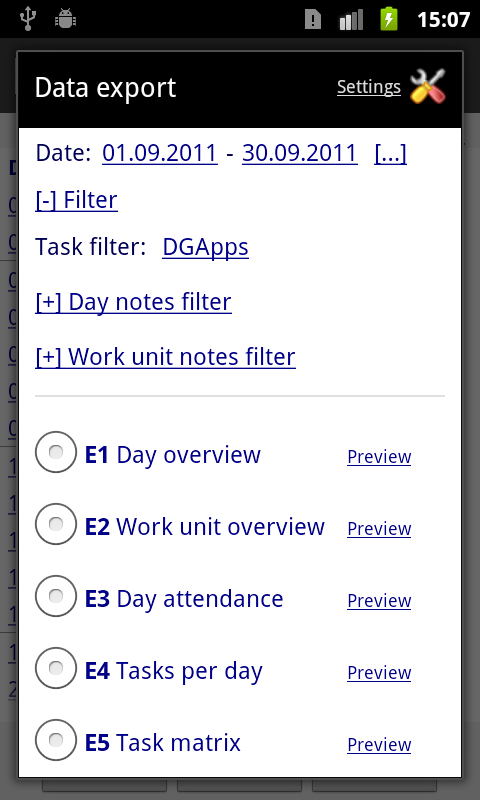 15:07
Data export Settings
Date: 01.09.2011 - 30.09.2011 [...]
[-] Filter
Task filter: DGApps
[+] Day notes filter
[+] Work unit notes filter
E1 Day overview Preview
E2 Work unit overview Preview
E3 Day attendance Preview
E4 Tasks per day Preview
E5 Task matrix Preview